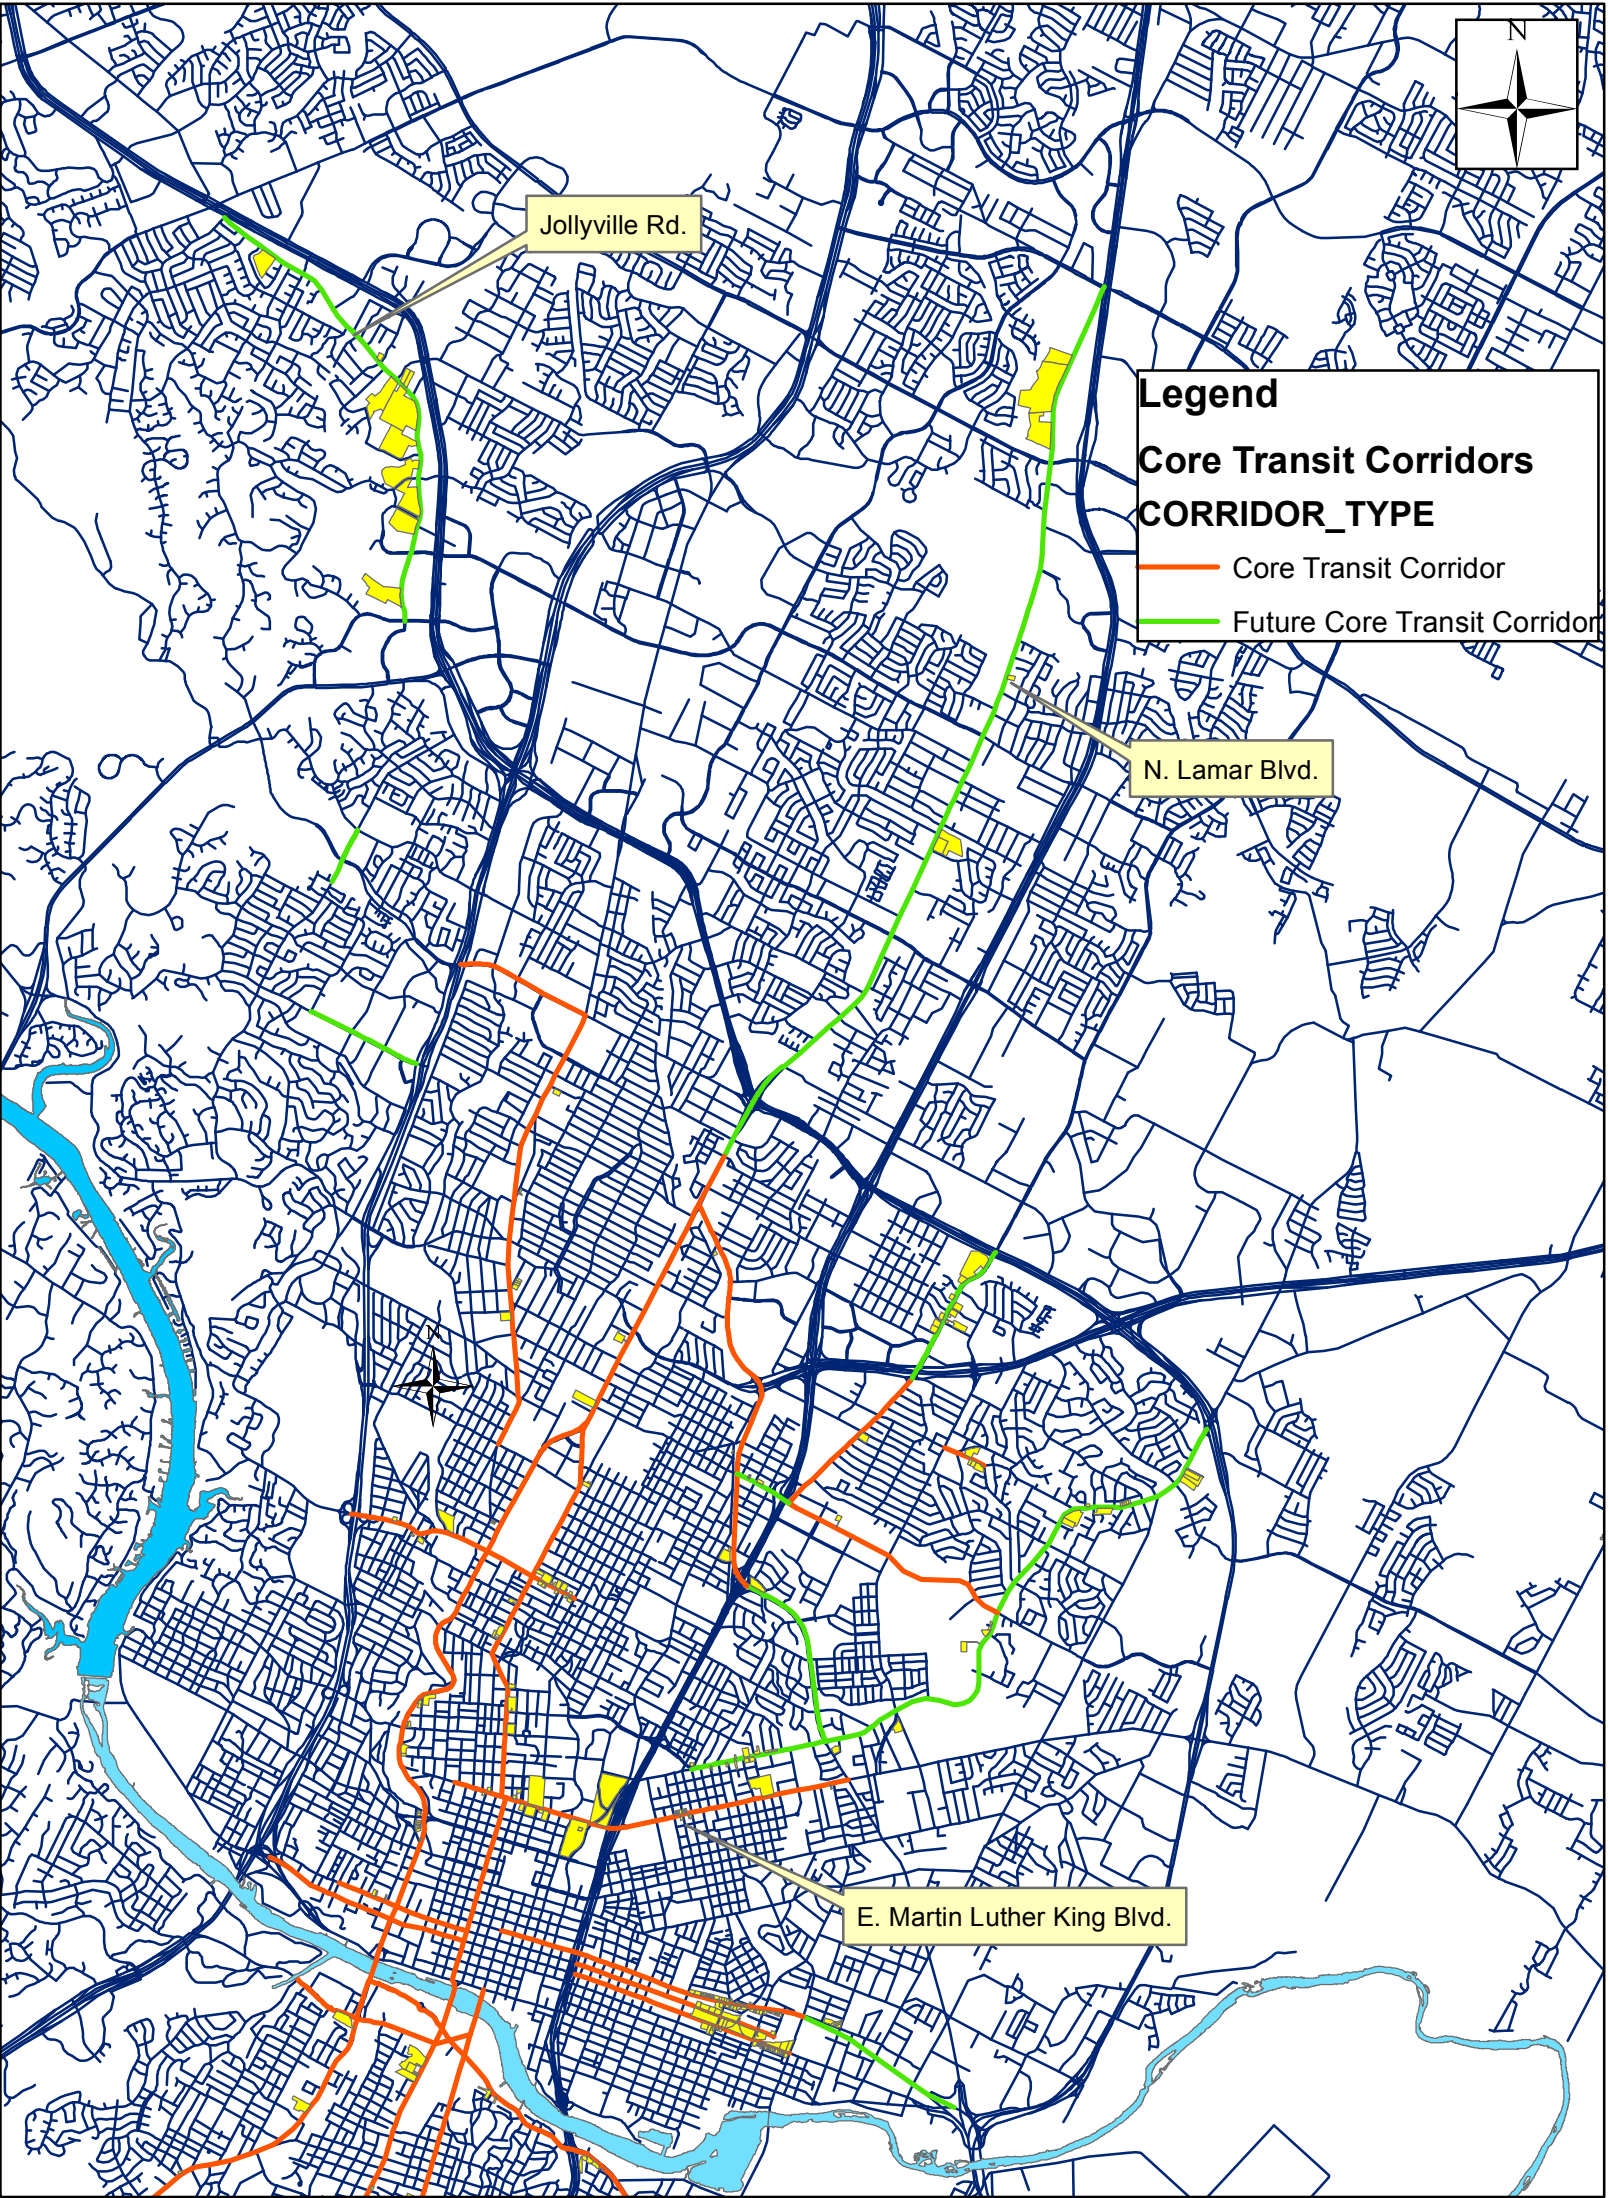 N
Jollyville Rd.
Legend
Core Transit Corridors
CORRIDOR_TYPE
Core Transit Corridor
Future Core Transit Corridor
N. Lamar Blvd.
N
E. Martin Luther King Blvd.